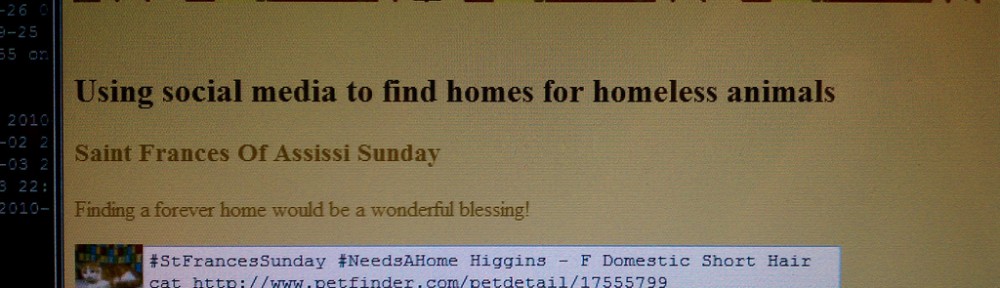 -26 0
9-25
55 on
Using social media to find homes for homeless animals
2010
-02 2
Saint Frances Of Assissi Sunday
-03 2
3 22:
2010-
Finding a forever home would be a wonderful blessing!
#StFrancesSunday #NeedsAHome Higgins - F Domestic Short Hair
cat http://www.petfinder.com/petdetail/17555799